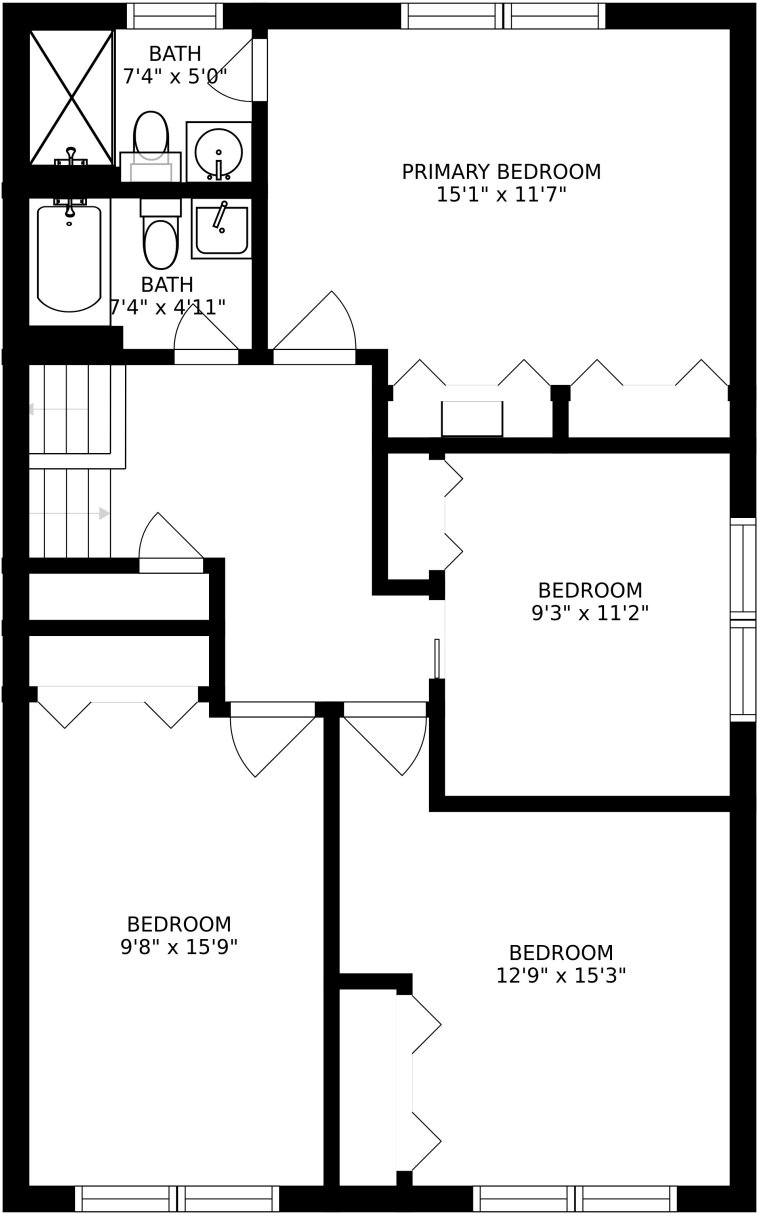 BATH
7'4" x 5'0"
PRIMARY BEDROOM
15'1" x 11'7"
BATH
7'4" x 4'11"
BEDROOM
9'3" x 11'2"
BEDROOM
9'8" x 15'9"
BEDROOM
12'9" x 15'3"